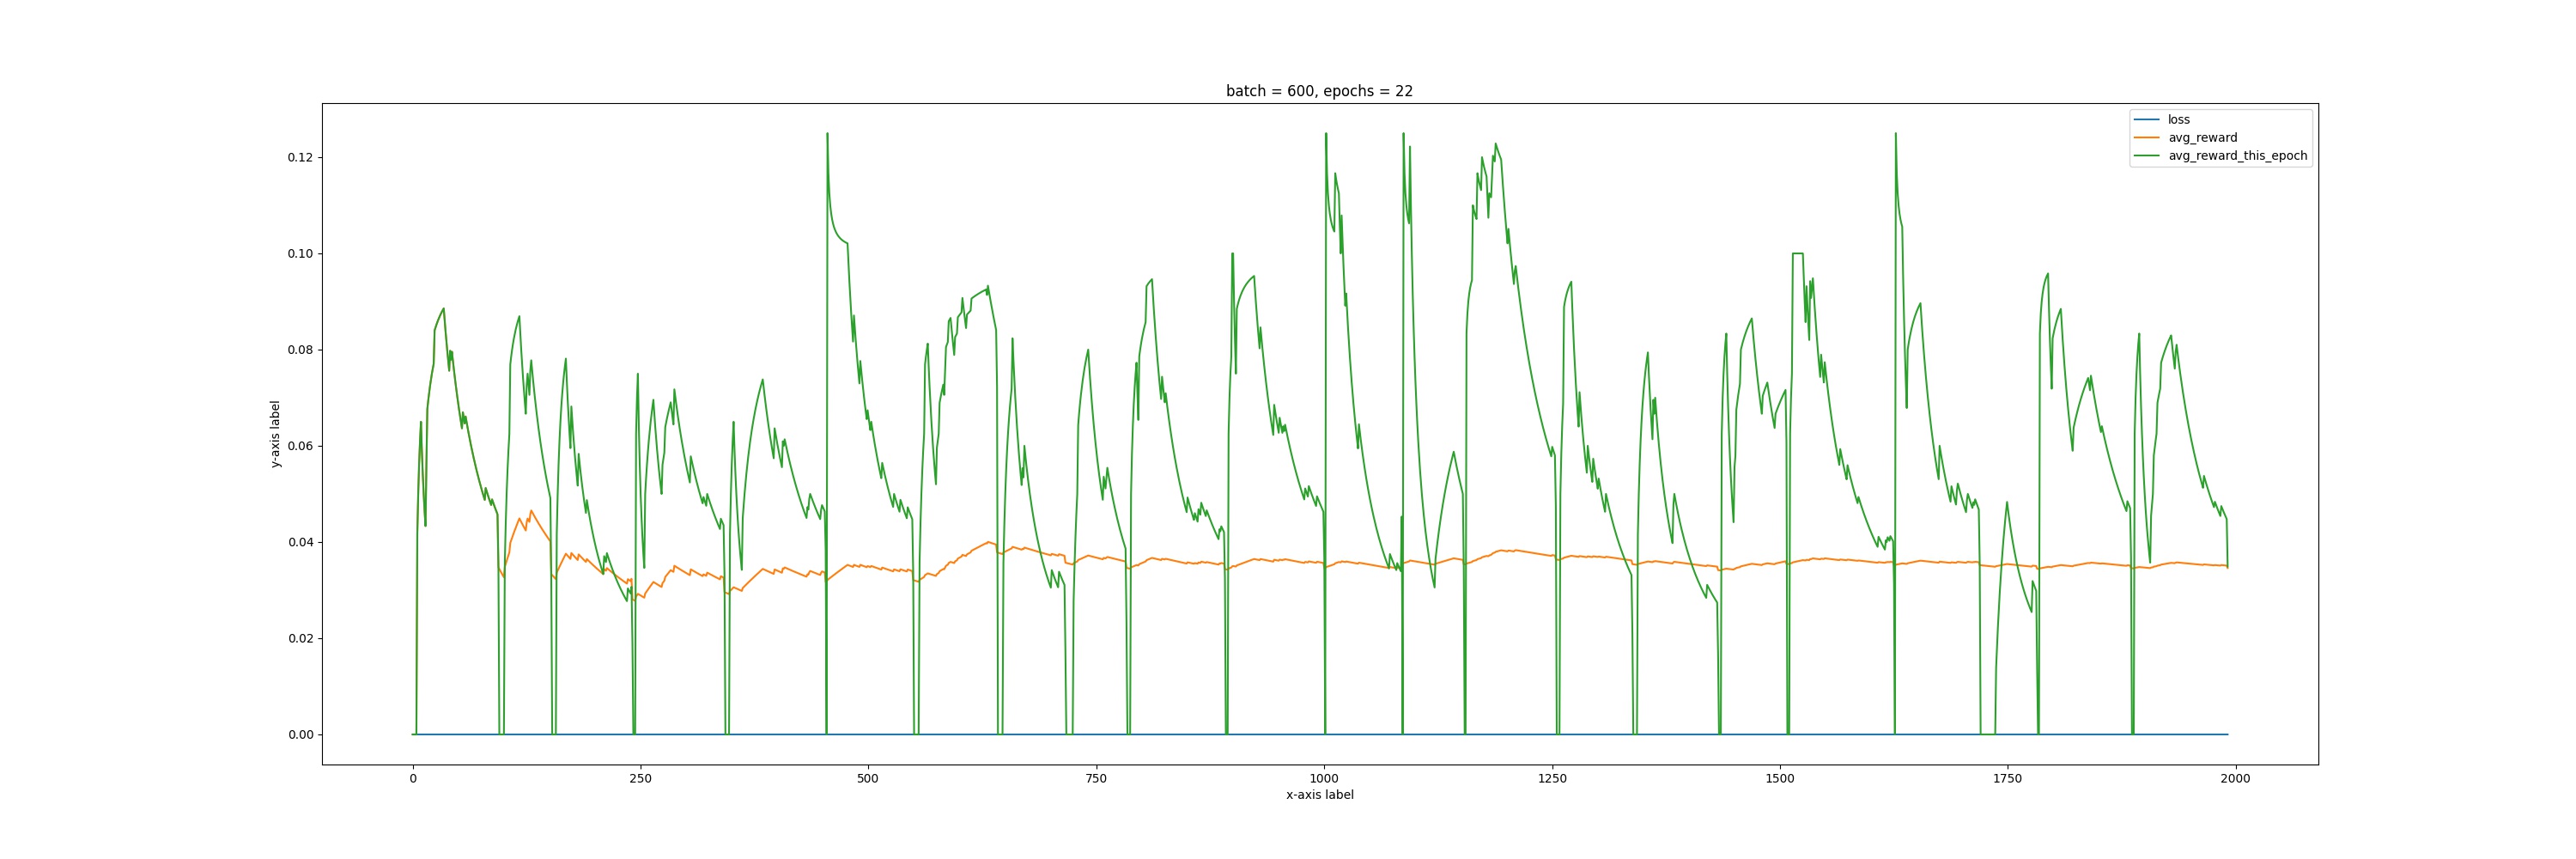 batch = 600, epochs = 22
loss
avg_reward
avg_reward_this_epoch
y-axis label
0.12
0.10
0.08
0.06
0.04
0.02
0.00
0 250 500 750 1000 1250 1500 1750 2000
x-axis label